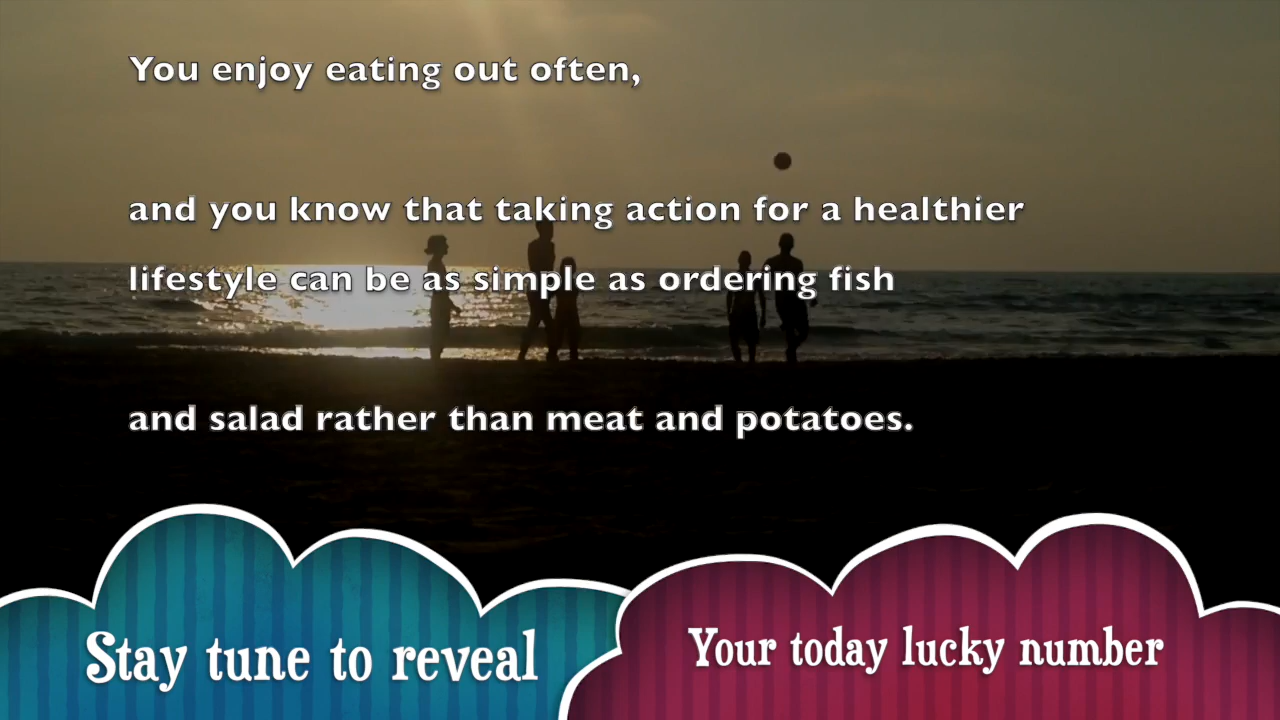 You enjoy eating out often,
and you know that taking action for a healthier
lifestyle can be as simple as ordering fish
and salad rather than meat and potatoes.
Stay tune to reveal
Your today lucky number